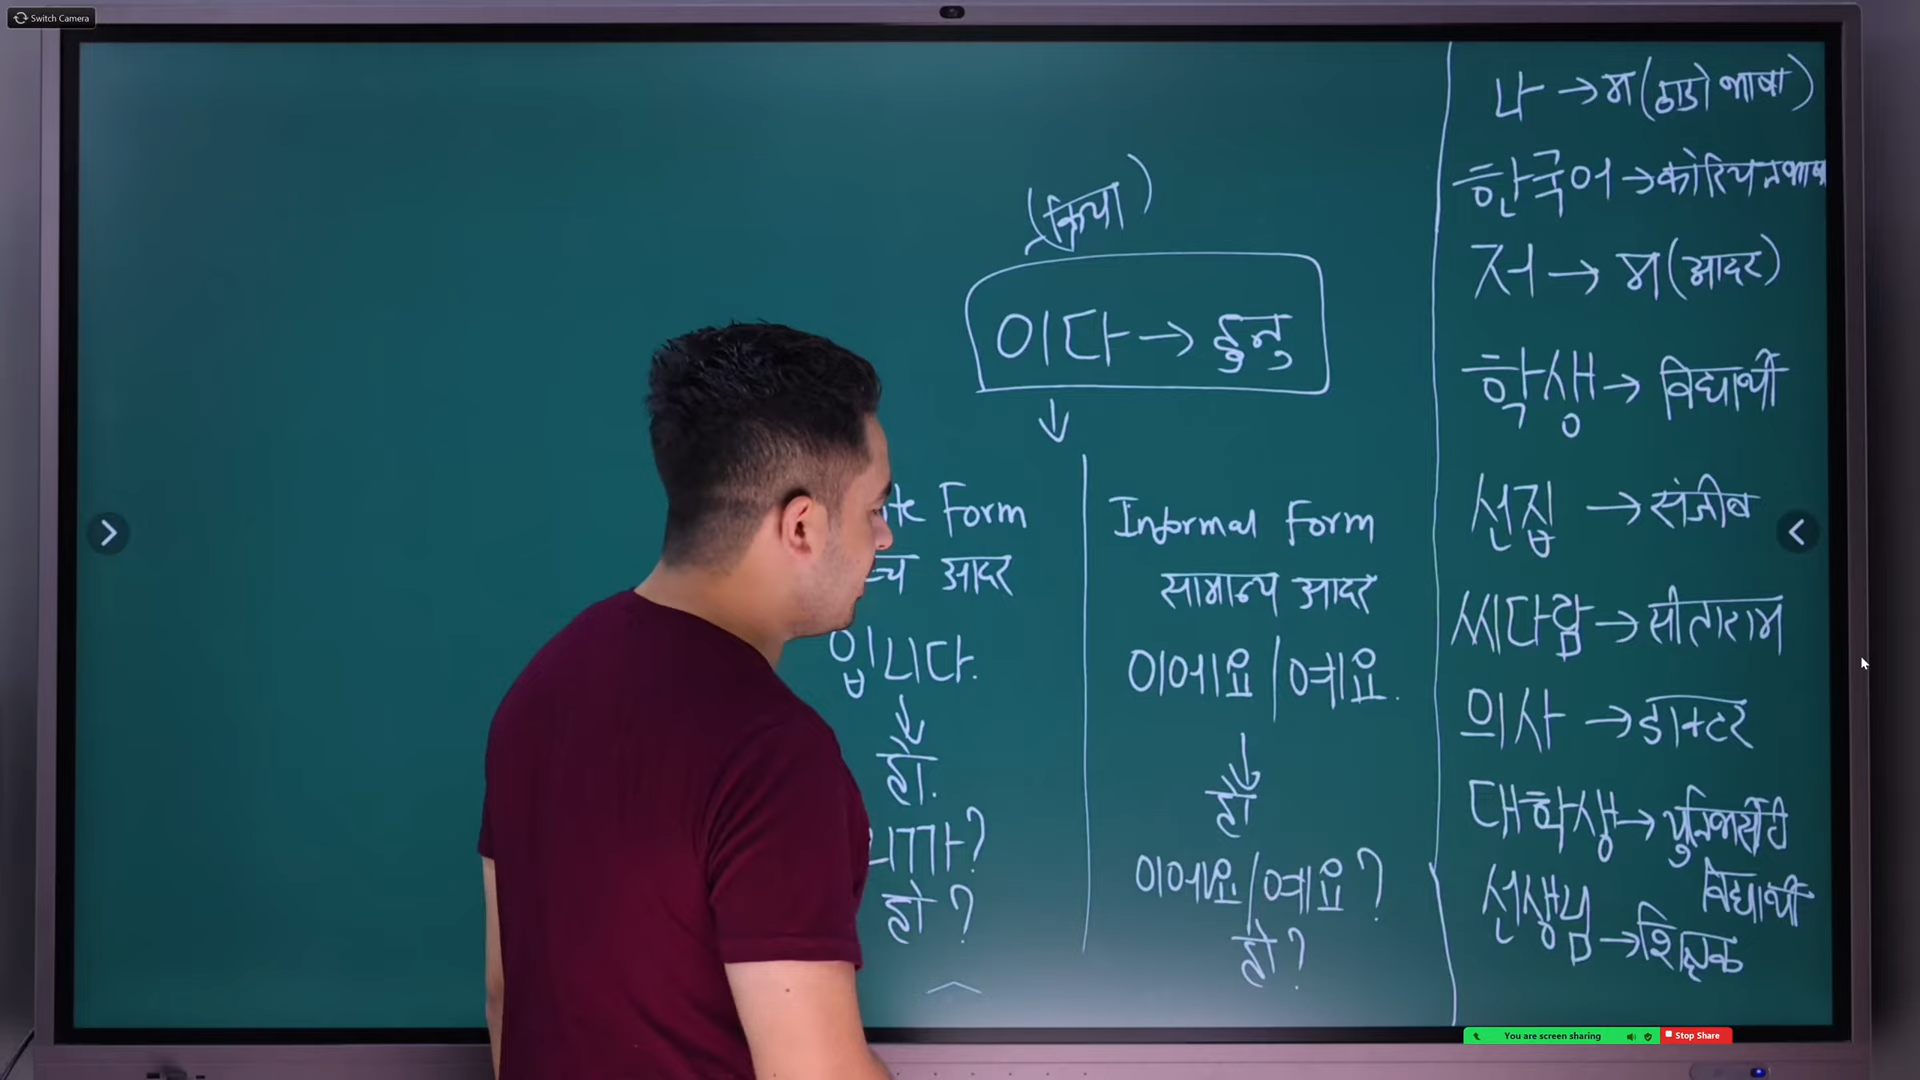 Switch Camera
(क्रिया)
이다 → हुनु
↓
Form
आदर
입니다.
↓
हो.
니까?
हो ?
Informal Form
सामान्य आदर
이에요/예요.
↓
हो
이에요/예요?
हो ?
나 → म (ठाडो भाषा)
한국어 → कोरियन भाषा
저 → म (आदर)
학생 → विद्यार्थी
선집 → संजीव
씨다람 → सीताराम
의사 → डाक्टर
대학생 → युनिभर्सीटी
विद्यार्थी
선생님 → शिक्षक
You are screen sharing
Stop Share